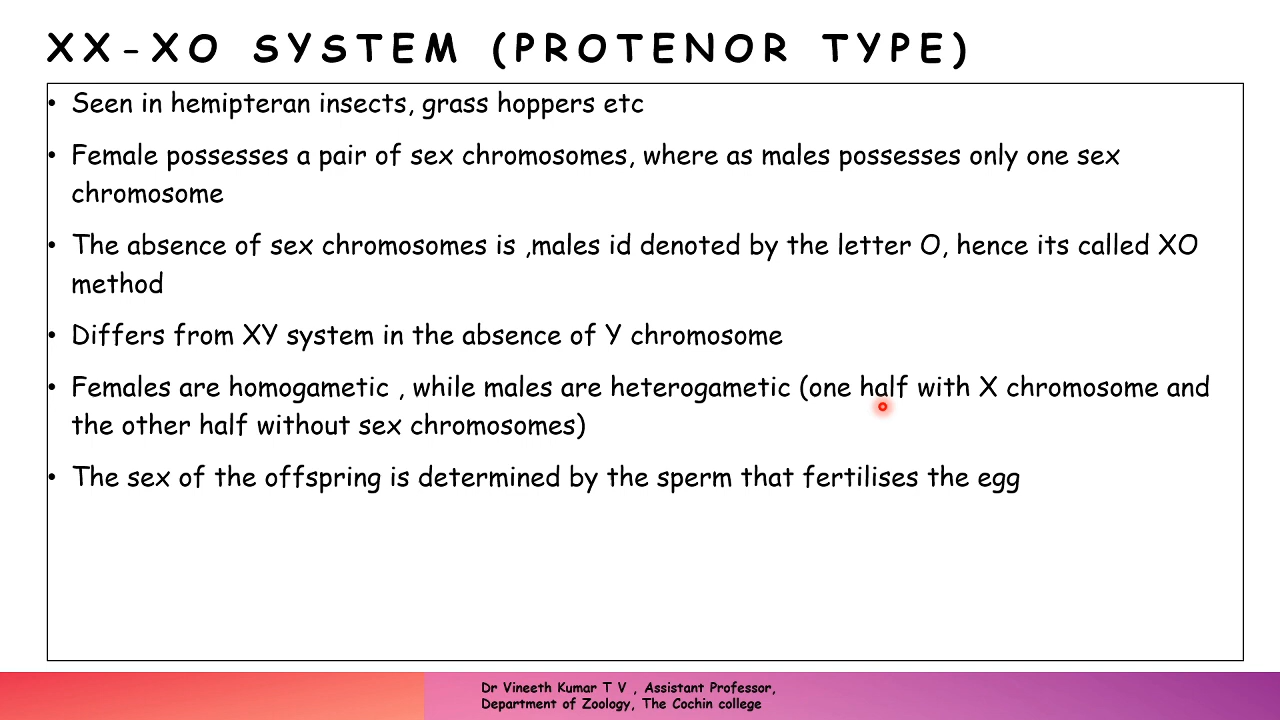 XX-XO SYSTEM (PROTENOR TYPE)
• Seen in hemipteran insects, grass hoppers etc
• Female possesses a pair of sex chromosomes, where as males possesses only one sex
chromosome
• The absence of sex chromosomes is ,males id denoted by the letter O, hence its called XO
method
• Differs from XY system in the absence of Y chromosome
• Females are homogametic , while males are heterogametic (one half with X chromosome and
the other half without sex chromosomes)
• The sex of the offspring is determined by the sperm that fertilises the egg
Dr Vineeth Kumar T V , Assistant Professor,
Department of Zoology, The Cochin college